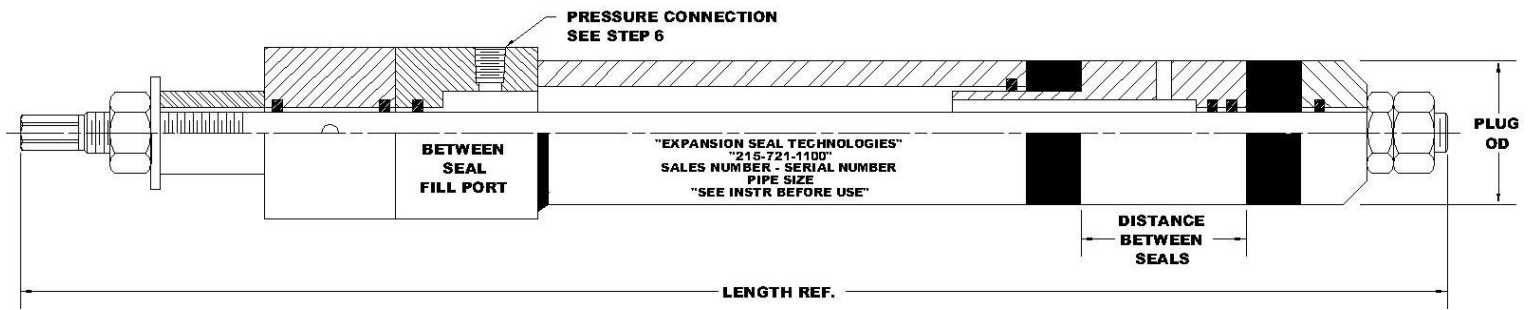 PRESSURE CONNECTION
SEE STEP 6
BETWEEN
SEAL
FILL PORT
"EXPANSION SEAL TECHNOLOGIES"
"215-721-1100"
SALES NUMBER - SERIAL NUMBER
PIPE SIZE
"SEE INSTR BEFORE USE"
PLUG
OD
DISTANCE
BETWEEN
SEALS
LENGTH REF.